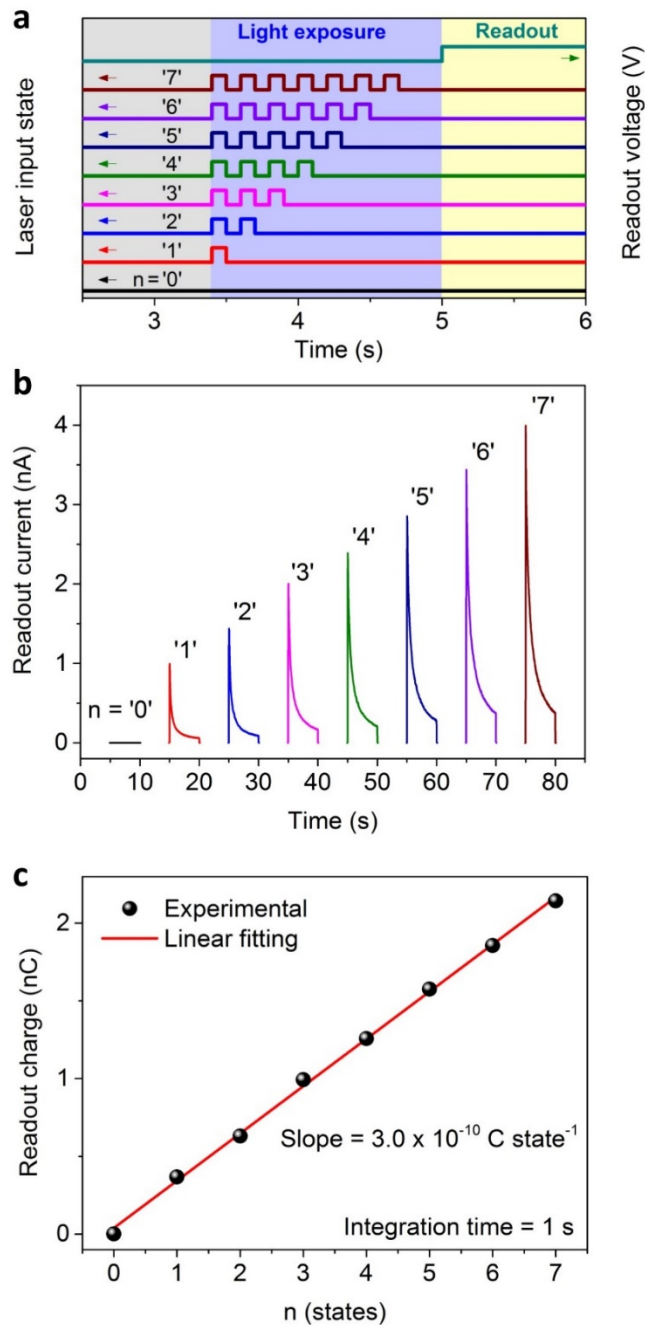 a
Light exposure Readout
'7'
'6'
'5'
'4'
'3'
'2'
'1'
n = '0'
Laser input state
Readout voltage (V)
3 4 5 6
Time (s)
b
4
3
2
1
0
Readout current (nA)
n = '0'
'1'
'2'
'3'
'4'
'5'
'6'
'7'
0 10 20 30 40 50 60 70 80
Time (s)
c
Experimental
Linear fitting
2
1
0
Readout charge (nC)
Slope = 3.0 x 10⁻¹⁰ C state⁻¹
Integration time = 1 s
0 1 2 3 4 5 6 7
n (states)